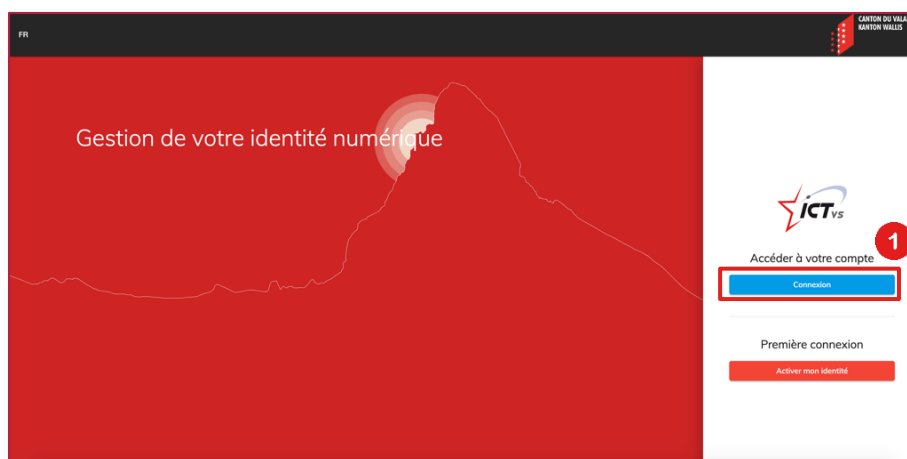 FR
CANTON DU VALA
KANTON WALLIS
Gestion de votre identité numérique
ICTVS
1
Accéder à votre compte
Connexion
Première connexion
Activer mon identité